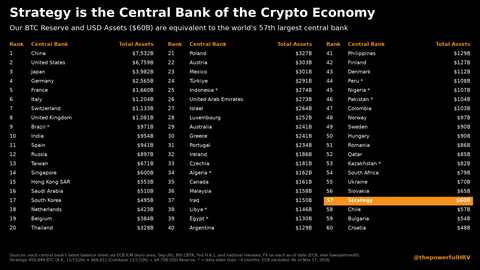 Strategy is the Central Bank of the Crypto Economy
Our BTC Reserve and USD Assets ($60B) are equivalent to the world's 57th largest central bank
Rank Central Bank Total Assets Rank Central Bank Total Assets Rank Central Bank Total Assets
1 China $7,532B 21 Poland $327B 41 Philippines $129B
2 United States $6,759B 22 Austria $303B 42 Finland $127B
3 Japan $3,982B 23 Mexico $301B 43 Denmark $112B
4 Germany $2,565B 24 Türkiye $291B 44 Peru * $108B
5 France $1,660B 25 Indonesia * $274B 45 Nigeria * $107B
6 Italy $1,204B 26 United Arab Emirates $273B 46 Pakistan * $104B
7 Switzerland $1,133B 27 Israel $264B 47 Colombia $103B
8 United Kingdom $1,081B 28 Luxembourg $252B 48 Norway $97B
9 Brazil * $971B 29 Australia $241B 49 Sweden $90B
10 India $954B 30 Greece $241B 50 Hungary $90B
11 Spain $941B 31 Portugal $234B 51 Romania $86B
12 Russia $897B 32 Ireland $186B 52 Qatar $85B
13 Taiwan $671B 33 Czechia $181B 53 Kazakhstan * $82B
14 Singapore $600B 34 Algeria * $162B 54 South Africa $79B
15 Hong Kong SAR $553B 35 Canada $161B 55 Ukraine $70B
16 Saudi Arabia $510B 36 Malaysia $158B 56 Slovakia $65B
17 South Korea $495B 37 Iraq $150B 57 Strategy $60B
18 Netherlands $423B 38 Libya * $146B 58 Chile $57B
19 Belgium $384B 39 Egypt * $130B 59 Bulgaria $54B
20 Thailand $328B 40 Argentina $129B 60 Croatia $48B
@thepowerfulHRV